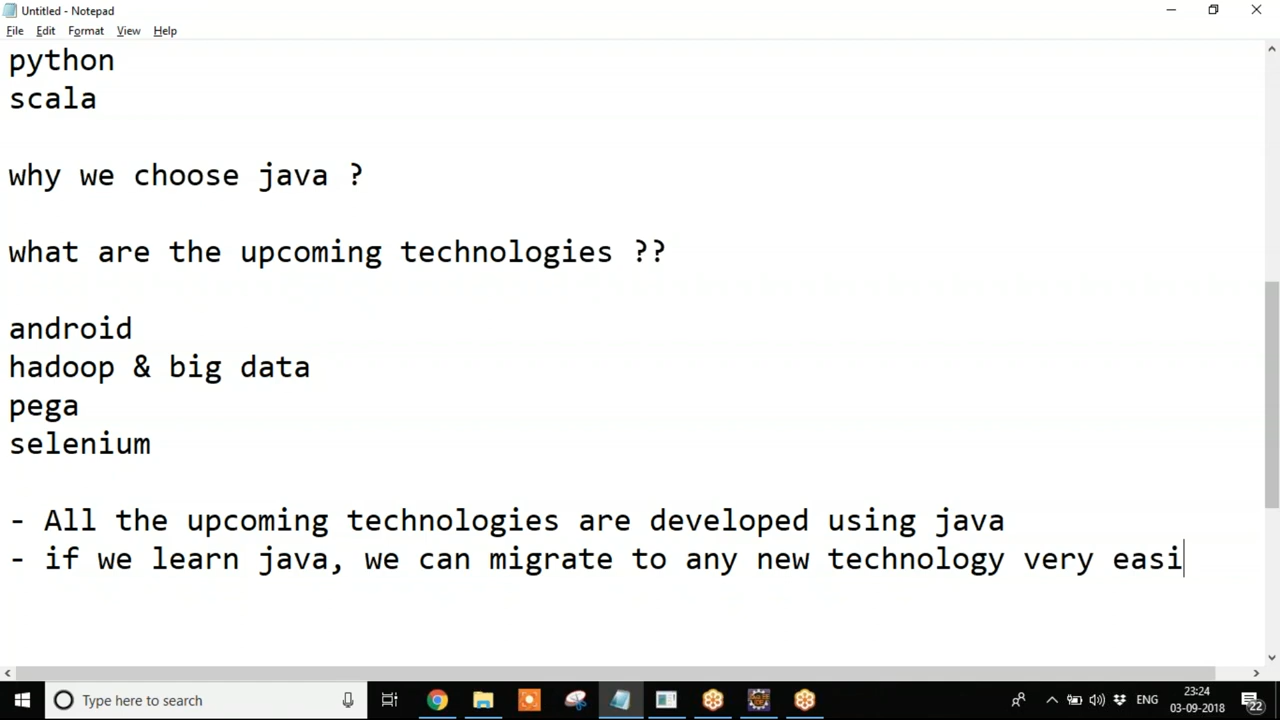 Untitled - Notepad
File Edit Format View Help
python
scala
why we choose java ?
what are the upcoming technologies ??
android
hadoop & big data
pega
selenium
- All the upcoming technologies are developed using java
- if we learn java, we can migrate to any new technology very easi
Type here to search
ENG
23:24
03-09-2018
22